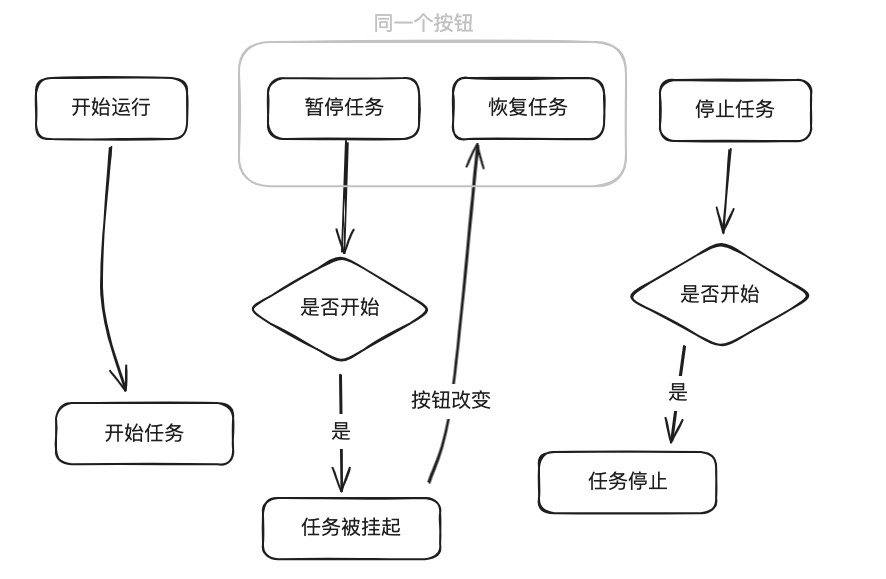 同一个按钮
开始运行
暂停任务
恢复任务
停止任务
是否开始
是否开始
是
按钮改变
是
开始任务
任务停止
任务被挂起